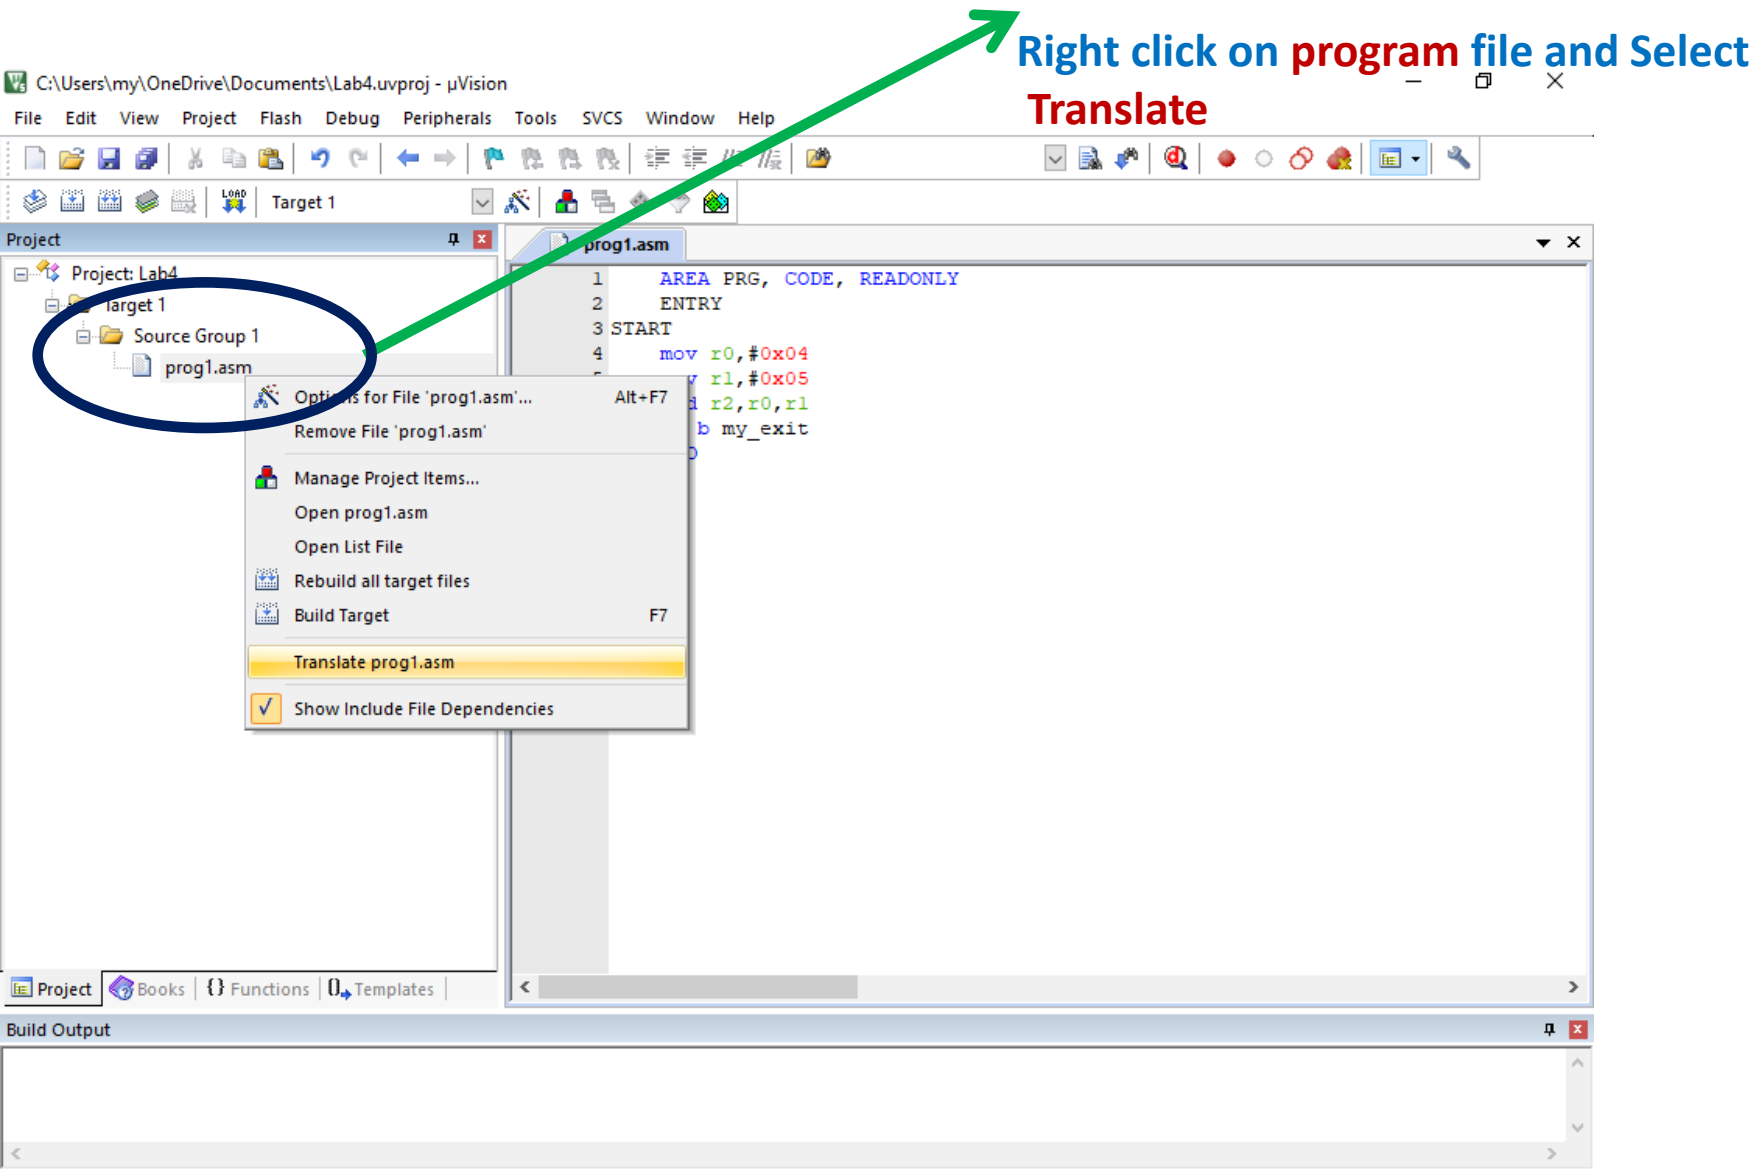 Right click on program file and Select
Translate
C:\Users\my\OneDrive\Documents\Lab4.uvproj - µVision
File Edit View Project Flash Debug Peripherals Tools SVCS Window Help
LOAD Target 1
Project
prog1.asm
Project: Lab4
Target 1
Source Group 1
prog1.asm
1 AREA PRG, CODE, READONLY
2 ENTRY
3 START
4 mov r0,#0x04
r1,#0x05
r2,r0,r1
b my_exit
Options for File 'prog1.asm'... Alt+F7
Remove File 'prog1.asm'
Manage Project Items...
Open prog1.asm
Open List File
Rebuild all target files
Build Target F7
Translate prog1.asm
Show Include File Dependencies
Project Books {} Functions Templates
Build Output